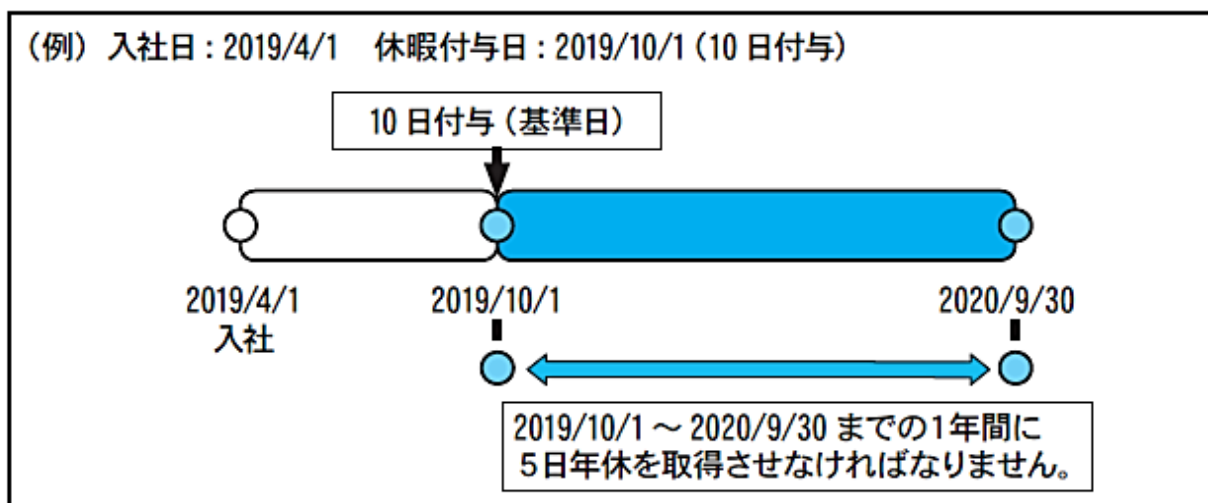 （例）入社日：2019/4/1　休暇付与日：2019/10/1（10日付与）
10日付与（基準日）
2019/4/1
入社
2019/10/1
2020/9/30
2019/10/1～2020/9/30までの1年間に
５日年休を取得させなければなりません。